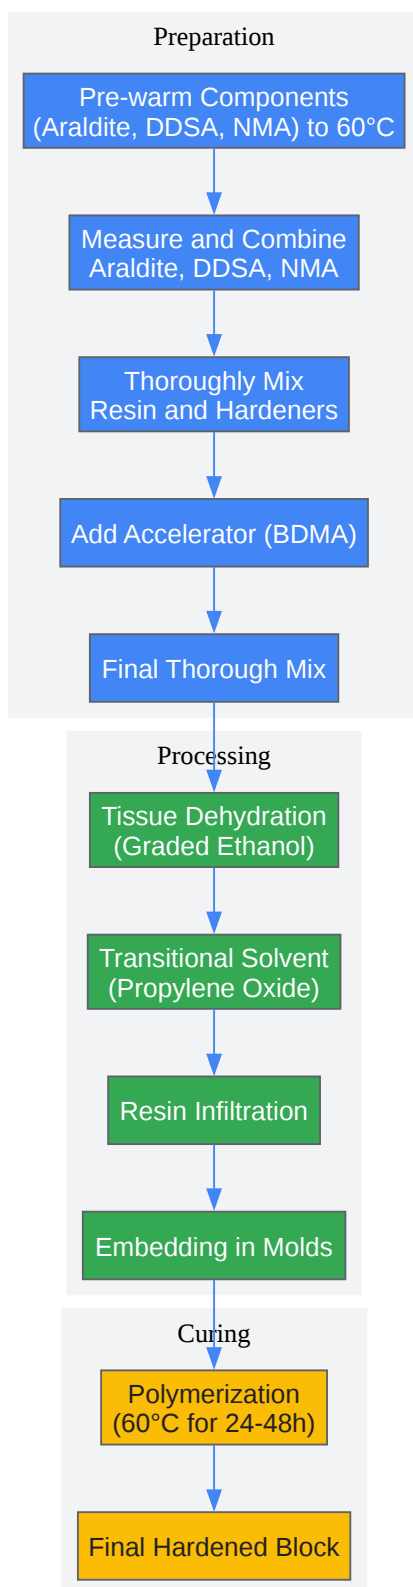 Preparation
Pre-warm Components
(Araldite, DDSA, NMA) to 60°C
Measure and Combine
Araldite, DDSA, NMA
Thoroughly Mix
Resin and Hardeners
Add Accelerator (BDMA)
Final Thorough Mix
Processing
Tissue Dehydration
(Graded Ethanol)
Transitional Solvent
(Propylene Oxide)
Resin Infiltration
Embedding in Molds
Curing
Polymerization
(60°C for 24-48h)
Final Hardened Block